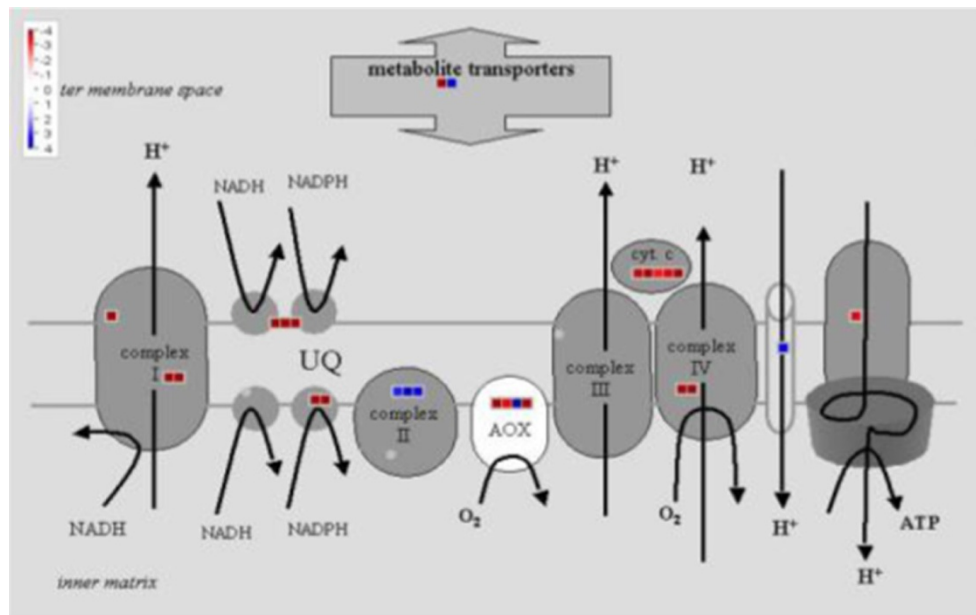 -4
-3
-2
-1
0
1
2
3
4
ter membrane space
metabolite transporters
H+
NADH
NADPH
H+
H+
cyt. c
complex
I
UQ
complex
II
AOX
complex
III
complex
IV
NADH
NADH
NADPH
O2
O2
H+
ATP
H+
inner matrix